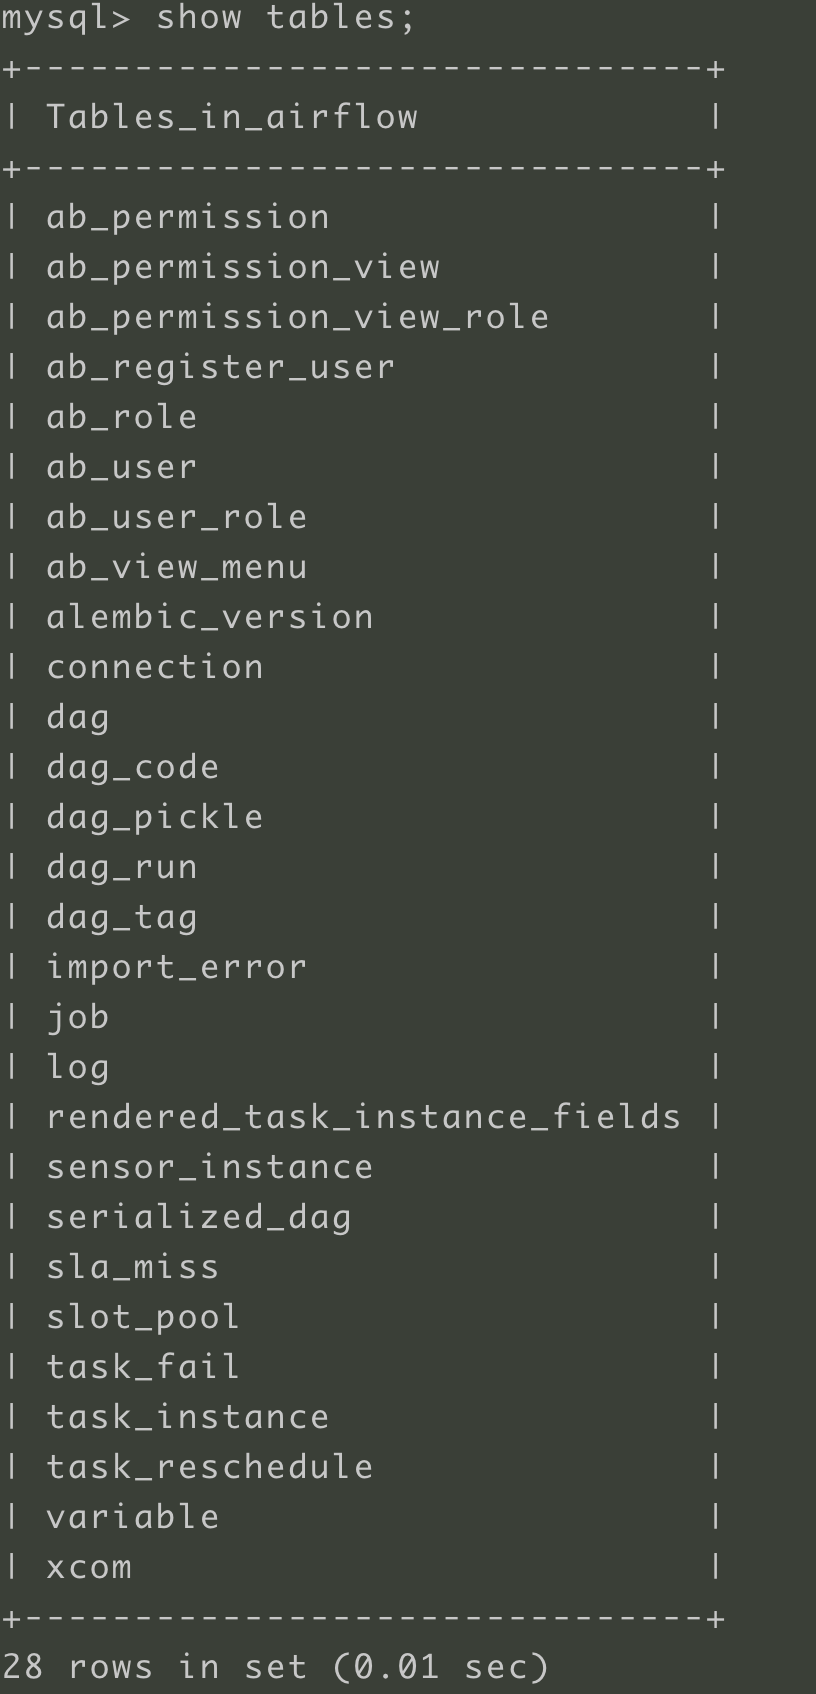 mysql> show tables;
+-------------------------------+
| Tables_in_airflow             |
+-------------------------------+
| ab_permission                 |
| ab_permission_view            |
| ab_permission_view_role       |
| ab_register_user              |
| ab_role                       |
| ab_user                       |
| ab_user_role                  |
| ab_view_menu                  |
| alembic_version               |
| connection                    |
| dag                           |
| dag_code                      |
| dag_pickle                    |
| dag_run                       |
| dag_tag                       |
| import_error                  |
| job                           |
| log                           |
| rendered_task_instance_fields |
| sensor_instance               |
| serialized_dag                |
| sla_miss                      |
| slot_pool                     |
| task_fail                     |
| task_instance                 |
| task_reschedule               |
| variable                      |
| xcom                          |
+-------------------------------+
28 rows in set (0.01 sec)